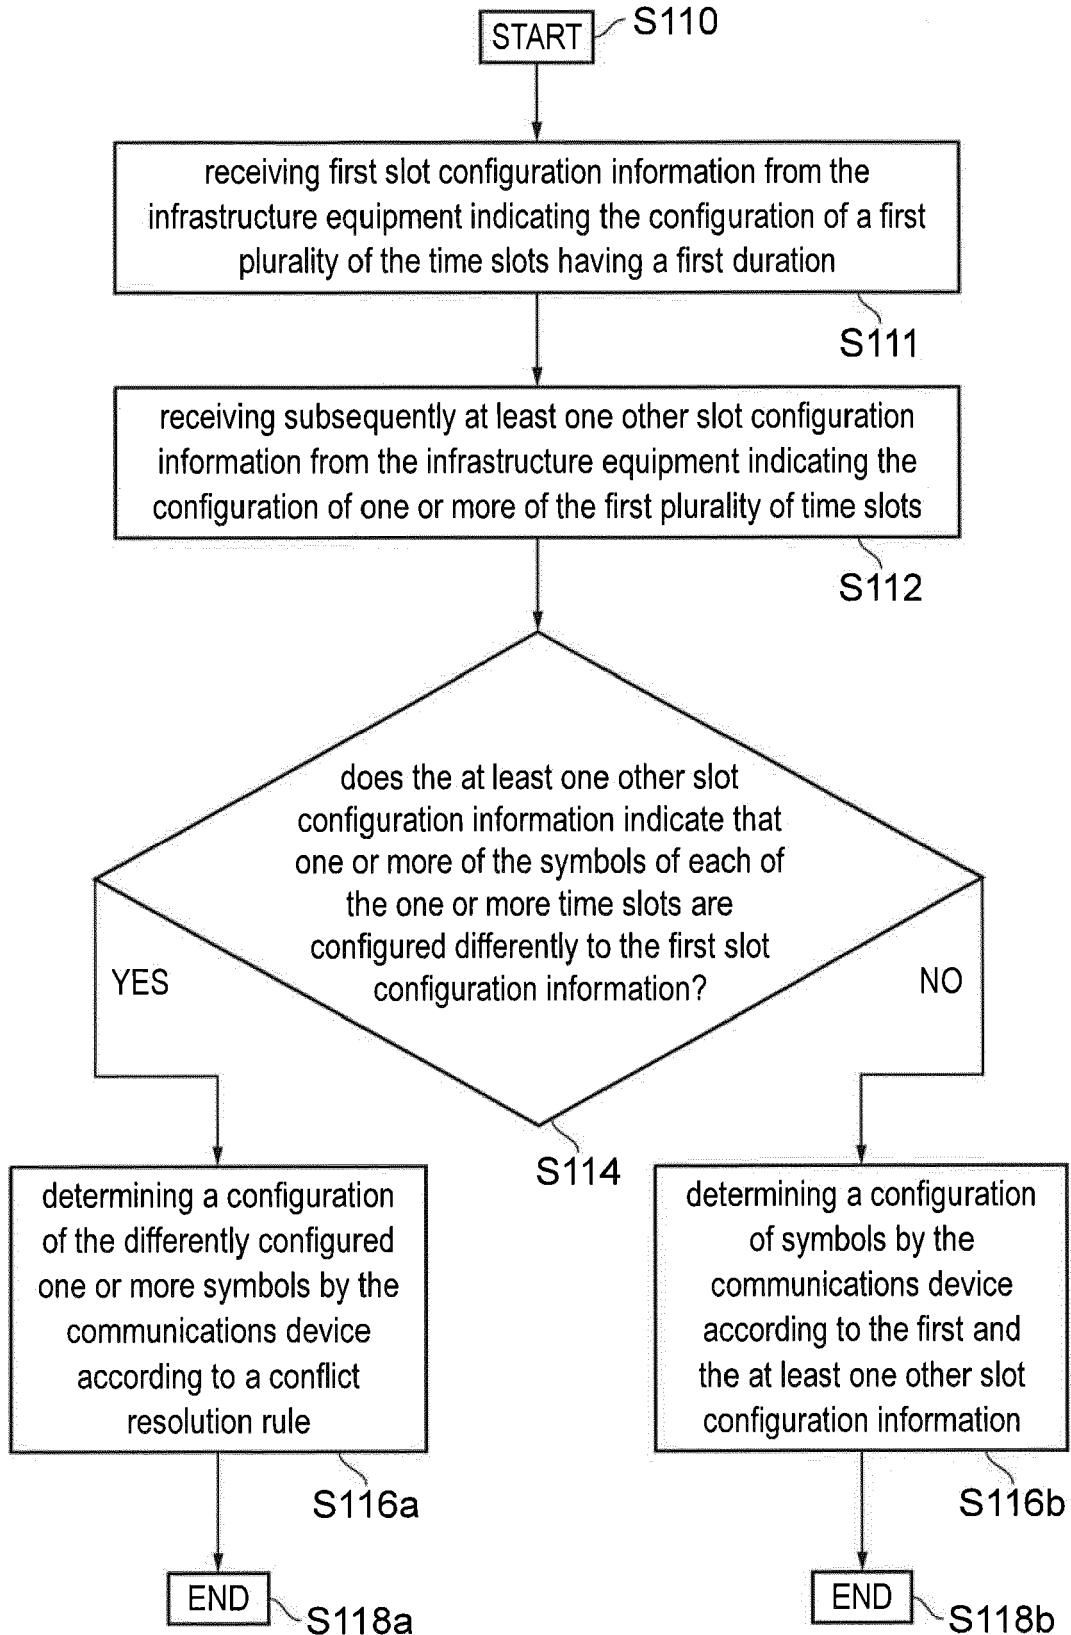 START
S110
receiving first slot configuration information from the
infrastructure equipment indicating the configuration of a first
plurality of the time slots having a first duration
S111
receiving subsequently at least one other slot configuration
information from the infrastructure equipment indicating the
configuration of one or more of the first plurality of time slots
S112
does the at least one other slot
configuration information indicate that
one or more of the symbols of each of
the one or more time slots are
configured differently to the first slot
configuration information?
YES
NO
S114
determining a configuration
of the differently configured
one or more symbols by the
communications device
according to a conflict
resolution rule
S116a
determining a configuration
of symbols by the
communications device
according to the first and
the at least one other slot
configuration information
S116b
END
S118a
END
S118b